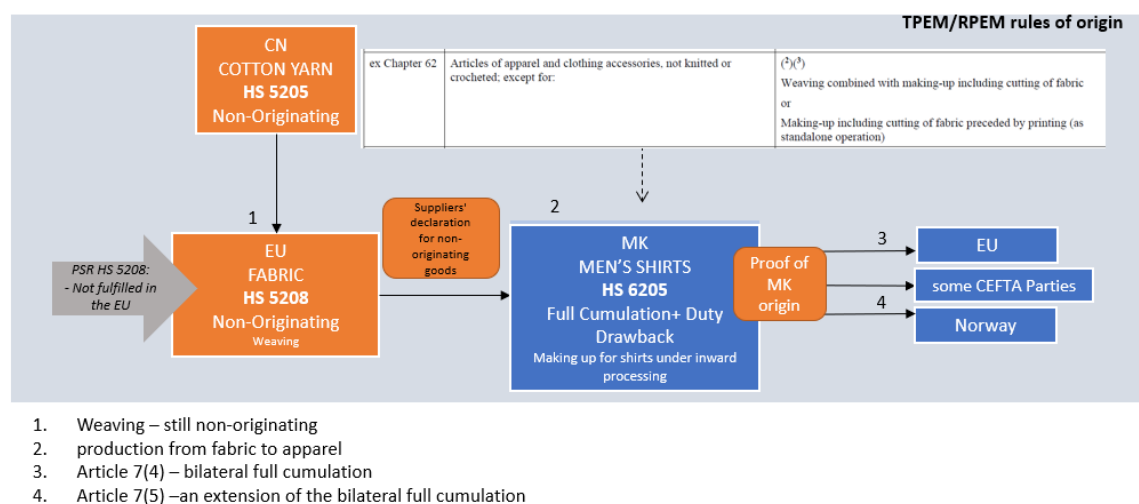 TPEM/RPEM rules of origin
CN
COTTON YARN
HS 5205
Non-Originating
ex Chapter 62
Articles of apparel and clothing accessories, not knitted or
crocheted; except for:
(²)(³)
Weaving combined with making-up including cutting of fabric
or
Making-up including cutting of fabric preceded by printing (as
standalone operation)
1
PSR HS 5208:
- Not fulfilled in
the EU
EU
FABRIC
HS 5208
Non-Originating
Weaving
Suppliers'
declaration
for non-
originating
goods
2
MK
MEN'S SHIRTS
HS 6205
Full Cumulation+ Duty
Drawback
Making up for shirts under inward
processing
Proof of
MK
origin
3
EU
some CEFTA Parties
4
Norway
1. Weaving – still non-originating
2. production from fabric to apparel
3. Article 7(4) – bilateral full cumulation
4. Article 7(5) –an extension of the bilateral full cumulation